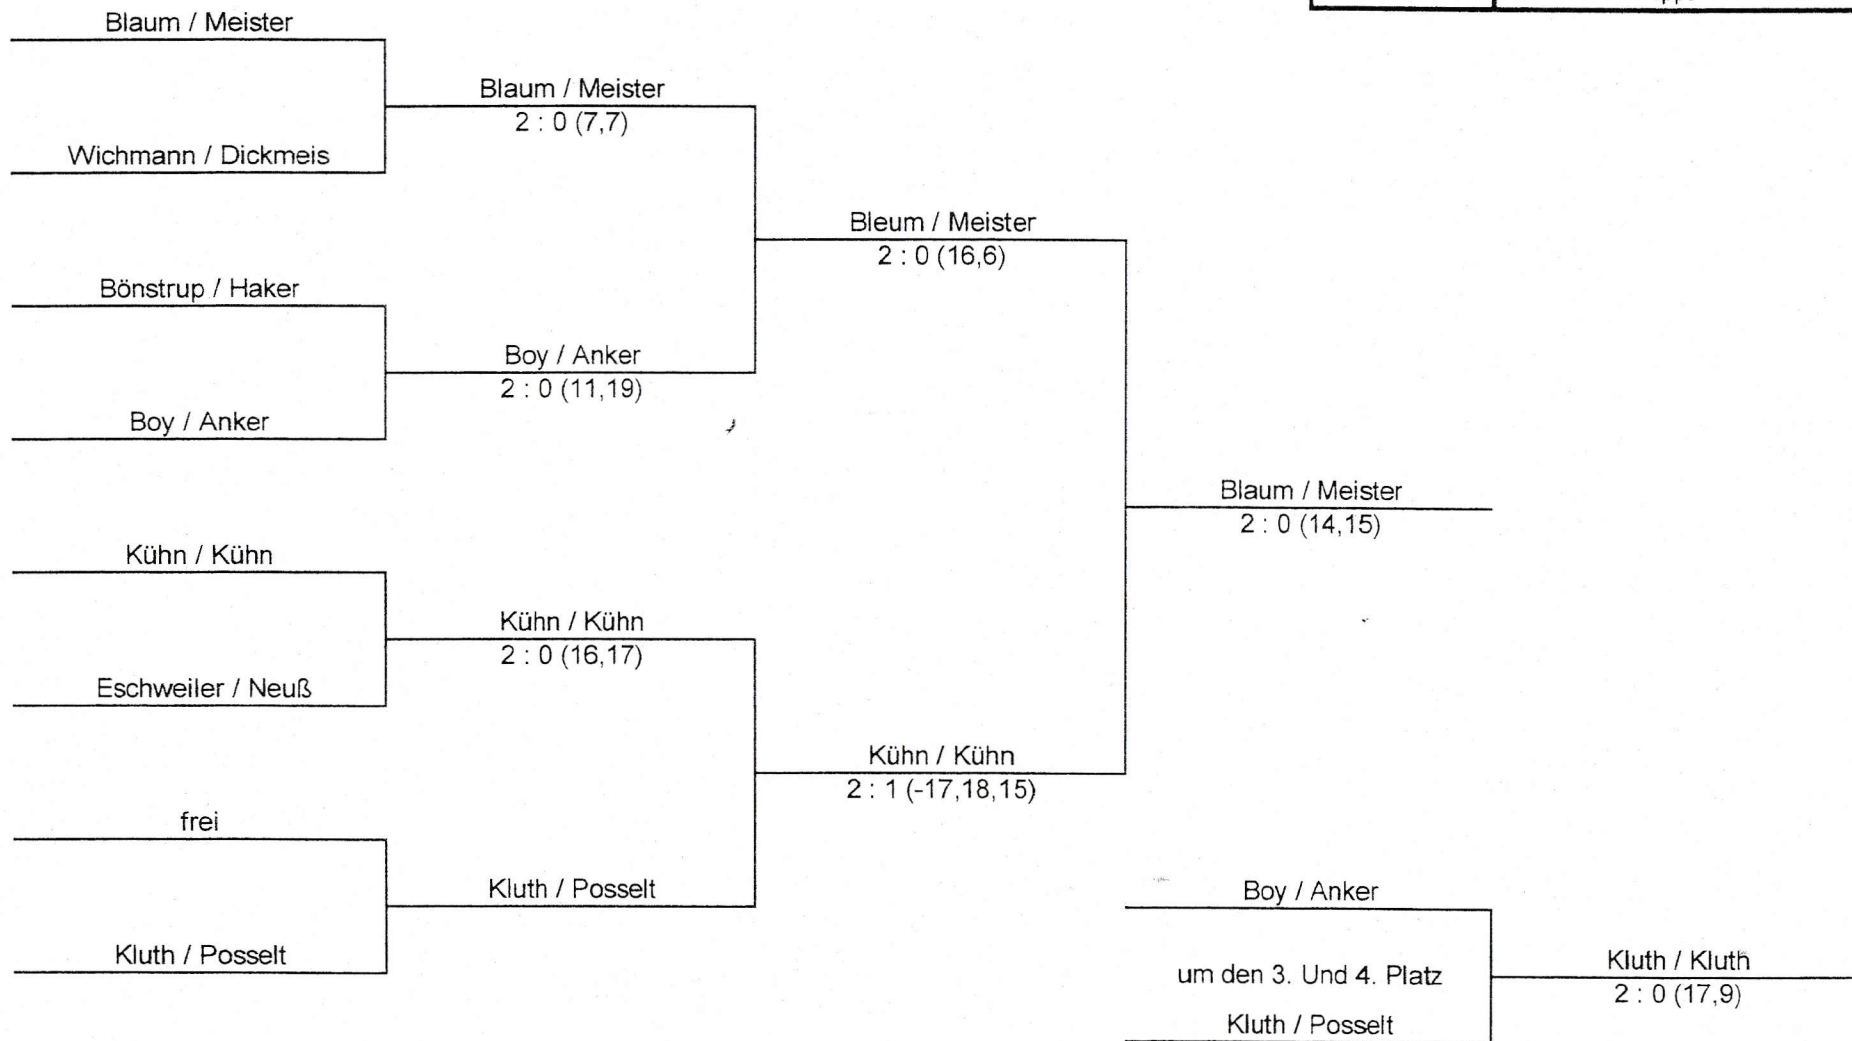 Blaum / Meister
Wichmann / Dickmeis
Bönstrup / Haker
Boy / Anker
Kühn / Kühn
Eschweiler / Neuß
frei
Kluth / Posselt
Blaum / Meister
2 : 0 (7,7)
Boy / Anker
2 : 0 (11,19)
Kühn / Kühn
2 : 0 (16,17)
Kluth / Posselt
Bleum / Meister
2 : 0 (16,6)
Kühn / Kühn
2 : 1 (-17,18,15)
Blaum / Meister
2 : 0 (14,15)
Boy / Anker
um den 3. Und 4. Platz
Kluth / Posselt
Kluth / Kluth
2 : 0 (17,9)